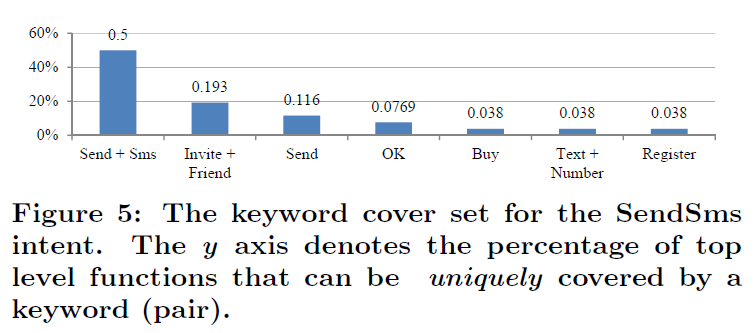 60%
40%
20%
0%
0.5
0.193
0.116
0.0769
0.038
0.038
0.038
Send + Sms
Invite +
Friend
Send
OK
Buy
Text +
Number
Register
Figure 5: The keyword cover set for the SendSms
intent. The y axis denotes the percentage of top
level functions that can be uniquely covered by a
keyword (pair).